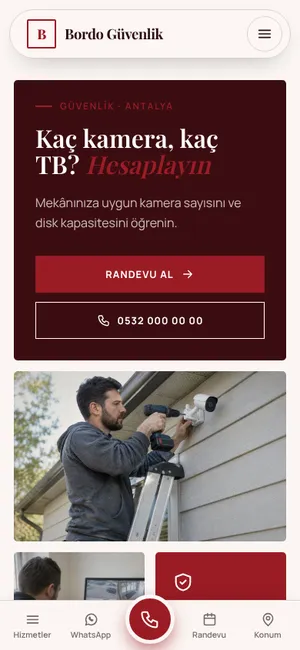 B Bordo Güvenlik
GÜVENLİK · ANTALYA
Kaç kamera, kaç
TB? Hesaplayın
Mekânınıza uygun kamera sayısını ve
disk kapasitesini öğrenin.
RANDEVU AL →
0532 000 00 00
Hizmetler WhatsApp Randevu Konum